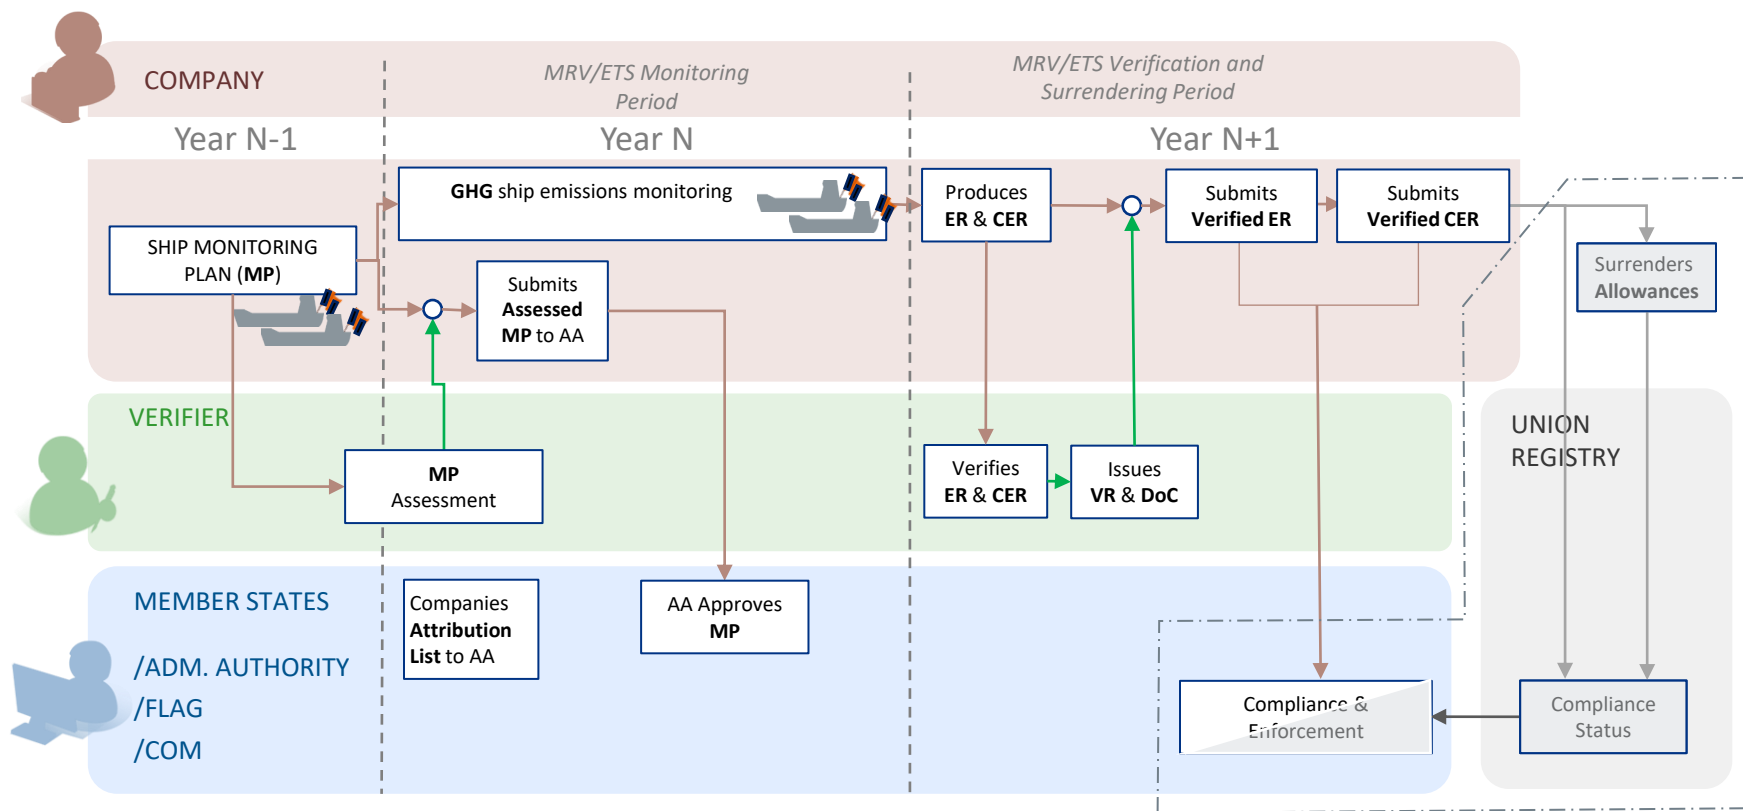 COMPANY
MRV/ETS Monitoring
Period
MRV/ETS Verification and
Surrendering Period
Year N-1
Year N
Year N+1
SHIP MONITORING
PLAN (MP)
GHG ship emissions monitoring
Submits
Assessed
MP to AA
Produces
ER & CER
Submits
Verified ER
Submits
Verified CER
Surrenders
Allowances
VERIFIER
MP
Assessment
Verifies
ER & CER
Issues
VR & DoC
UNION
REGISTRY
MEMBER STATES
/ADM. AUTHORITY
/FLAG
/COM
Companies
Attribution
List to AA
AA Approves
MP
Compliance &
Enforcement
Compliance
Status